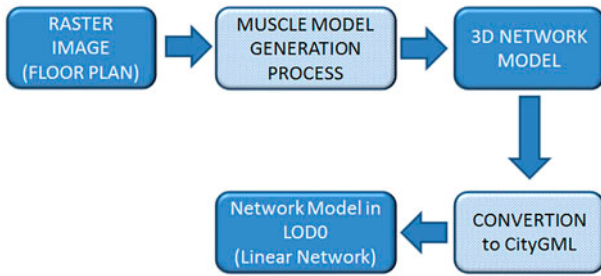 RASTER
IMAGE
(FLOOR PLAN)
MUSCLE MODEL
GENERATION
PROCESS
3D NETWORK
MODEL
CONVERTION
to CityGML
Network Model in
LOD0
(Linear Network)